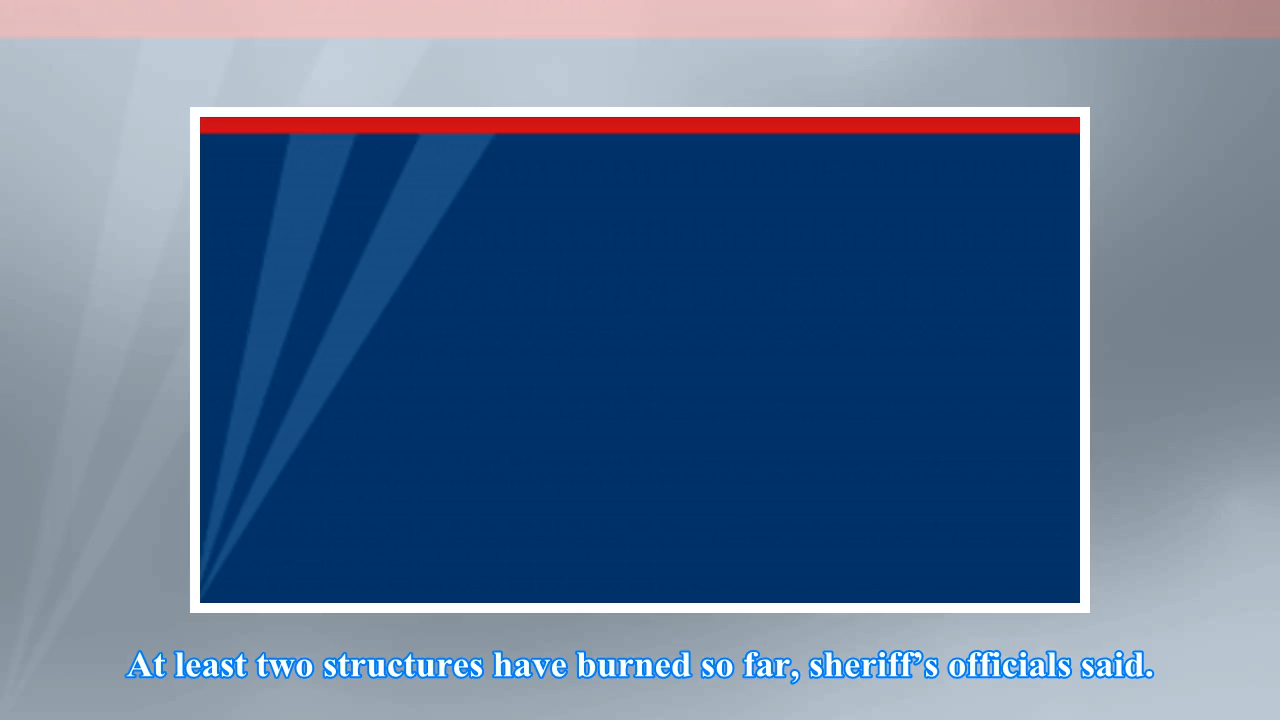 At least two structures have burned so far, sheriff’s officials said.